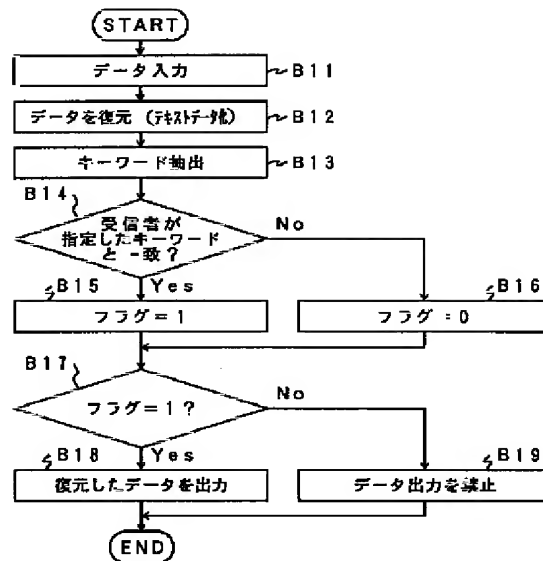 START
データ入力
B11
データを復元 (テキストデータ化)
B12
キーワード抽出
B13
B14
受信者が
指定したキーワード
と一致?
No
B15
Yes
B16
フラグ=1
フラグ=0
B17
フラグ=1?
No
B18
Yes
B19
復元したデータを出力
データ出力を禁止
END